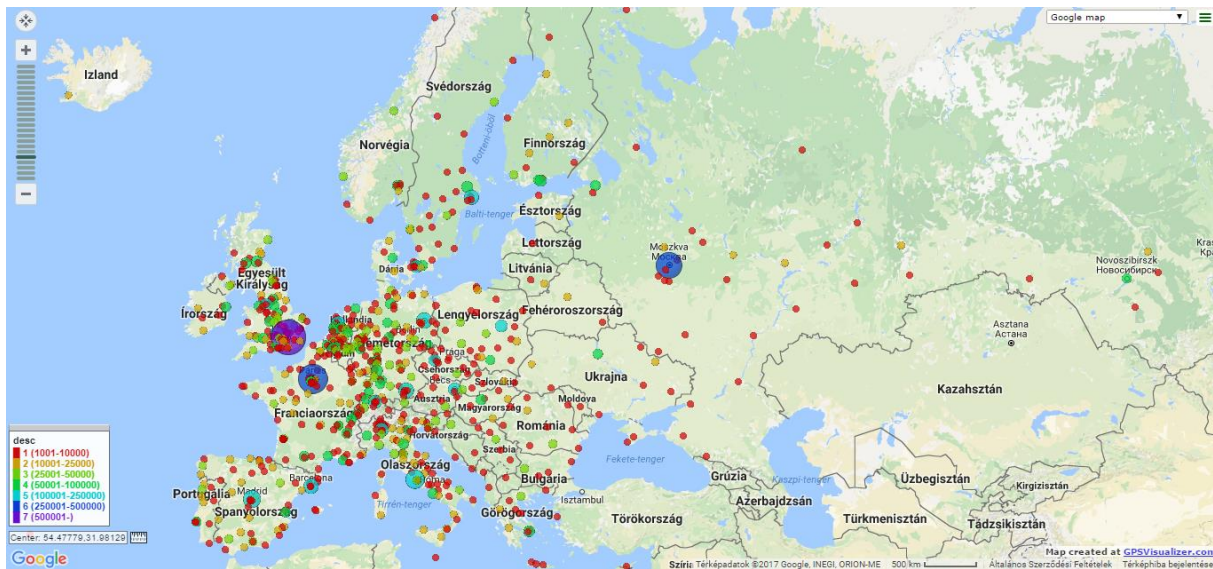 Google map
Izland
Svédország
Norvégia
Finnország
Botteni-öböl
Balti-tenger
Észtország
Lettország
Moszkva
Москва
Dánia
Litvánia
Egyesült
Királyság
Írország
Novoszibirszk
Новосибирск
Lengyelország
Fehéroroszország
Asztana
Астана
Prága
Csehország
Bécs
Szlovákia
Ukrajna
Kazahsztán
Ausztria
Magyarország
Moldova
Franciaország
Horvátország
Románia
Szerbia
Fekete-tenger
Olaszország
Róma
Barcelona
Bulgária
Isztambul
Grúzia
Kaszpi-tenger
Üzbegisztán
Kirgizisztán
Portugália
Madrid
Spanyolország
Tirrén-tenger
Görögország
Törökország
Azerbajdzsán
Türkmenisztán
Tádzsikisztán
desc
1 (1001-10000)
2 (10001-25000)
3 (25001-50000)
4 (50001-100000)
5 (100001-250000)
6 (250001-500000)
7 (500001-)
Center: 54.47779,31.98129
Google
Map created at GPSVisualizer.com
Szíria Térképadatok ©2017 Google, INEGI, ORION-ME 500 km Általános Szerződési Feltételek Térképhiba bejelentése